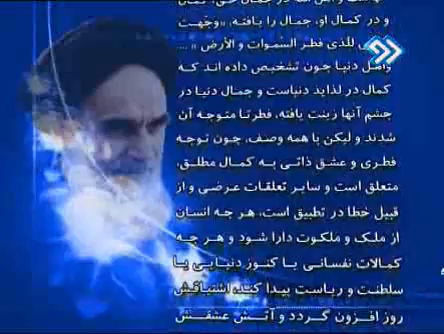 و در کمال او، جمال را یافته، «وجهت
للذی فطر السموات و الأرض» ...
واهل دنیا چون تشخیص داده اند که
کمال در لذاید دنیاست و جمال دنیا در
چشم آنها زینت یافته، فطرتا متوجه آن
شدند و لیکن با همه وصف، چون توجه
فطری و عشق ذاتی به کمال مطلق،
متعلق است و سایر تعلقات عرضی و از
قبیل خطا در تطبیق است، هر چه انسان
از ملک و ملکوت دارا شود و هر چه
کمالات نفسانی یا کنوز دنیایی یا
سلطنت و ریاست پیدا کند، اشتیاقش
روز افزون گردد و آتش عشقش